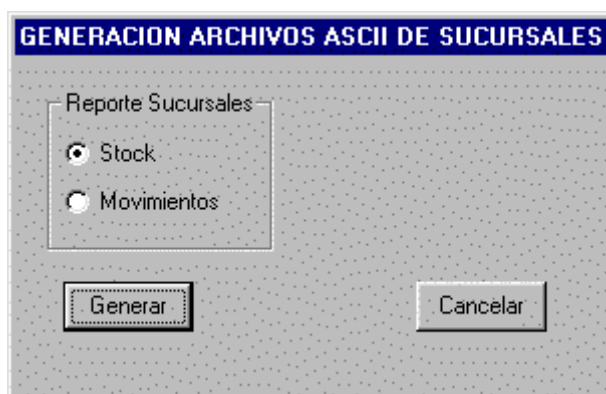 GENERACION ARCHIVOS ASCII DE SUCURSALES
Reporte Sucursales
Stock
Movimientos
Generar
Cancelar